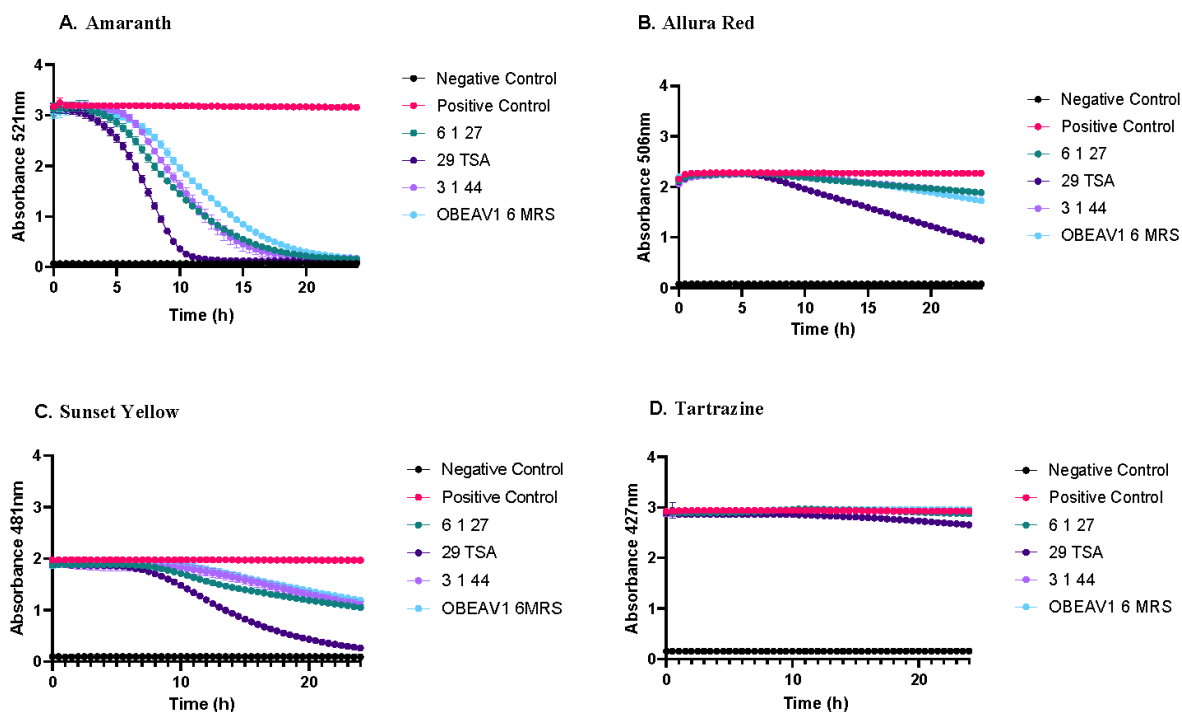 A. Amaranth
Absorbance 521nm
4
3
2
1
0
0 5 10 15 20
Time (h)
Negative Control
Positive Control
6 1 27
29 TSA
3 1 44
OBEAV1 6 MRS
B. Allura Red
Absorbance 506nm
4
3
2
1
0
0 5 10 15 20
Time (h)
Negative Control
Positive Control
6 1 27
29 TSA
3 1 44
OBEAV1 6 MRS
C. Sunset Yellow
Absorbance 481nm
4
3
2
1
0
0 10 20
Time (h)
Negative Control
Positive Control
6 1 27
29 TSA
3 1 44
OBEAV1 6MRS
D. Tartrazine
Absorbance 427nm
4
3
2
1
0
0 10 20
Time (h)
Negative Control
Positive Control
6 1 27
29 TSA
3 1 44
OBEAV1 6 MRS